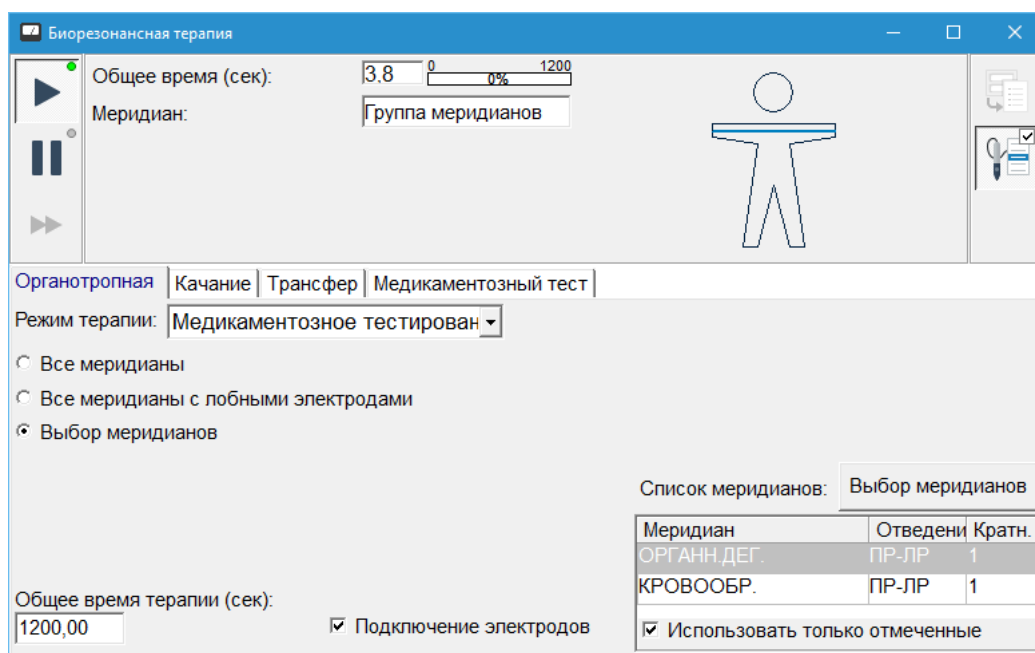 Биорезонансная терапия
Общее время (сек): 3,8 0 1200
0%
Меридиан: Группа меридианов
Органотропная Качание Трансфер Медикаментозный тест
Режим терапии: Медикаментозное тестирован
Все меридианы
Все меридианы с лобными электродами
Выбор меридианов
Список меридианов: Выбор меридианов
Меридиан Отведени Кратн.
ОРГАНН.ДЕГ. ПР-ЛР 1
КРОВООБР. ПР-ЛР 1
Общее время терапии (сек):
1200,00 Подключение электродов Использовать только отмеченные